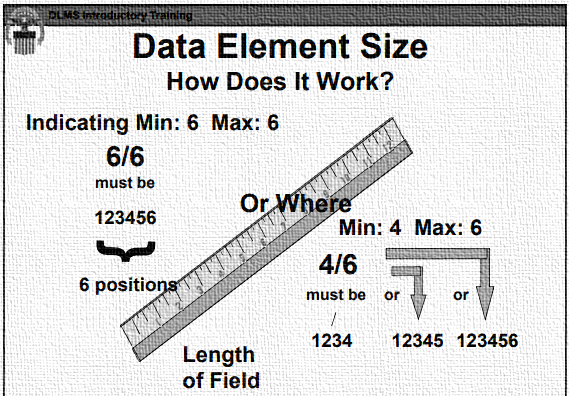 DLMS Introductory Training
Data Element Size
How Does It Work?
Indicating Min: 6 Max: 6
6/6
must be
123456
6 positions
Or Where
Min: 4 Max: 6
4/6
must be or or
1234 12345 123456
Length
of Field